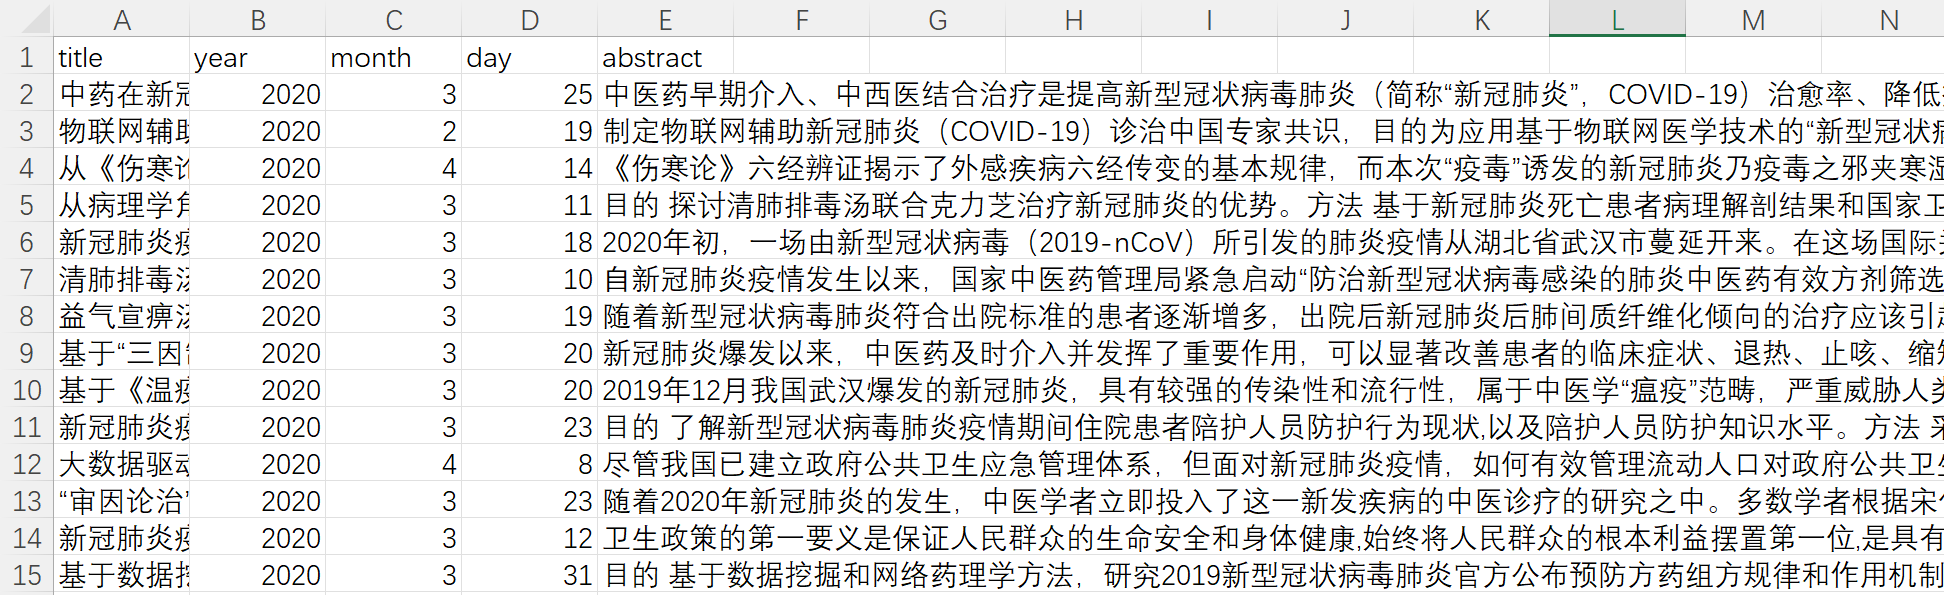 A B C D E F G H I J K L M N
1 title year month day abstract
2 中药在新冠 2020 3 25 中医药早期介入、中西医结合治疗是提高新型冠状病毒肺炎（简称“新冠肺炎”，COVID-19）治愈率、降低
3 物联网辅助 2020 2 19 制定物联网辅助新冠肺炎（COVID-19）诊治中国专家共识，目的为应用基于物联网医学技术的“新型冠状病
4 从《伤寒论 2020 4 14 《伤寒论》六经辨证揭示了外感疾病六经传变的基本规律，而本次“疫毒”诱发的新冠肺炎乃疫毒之邪夹寒湿
5 从病理学角 2020 3 11 目的 探讨清肺排毒汤联合克力芝治疗新冠肺炎的优势。方法 基于新冠肺炎死亡患者病理解剖结果和国家卫
6 新冠肺炎疫 2020 3 18 2020年初，一场由新型冠状病毒（2019-nCoV）所引发的肺炎疫情从湖北省武汉市蔓延开来。在这场国际
7 清肺排毒汤 2020 3 10 自新冠肺炎疫情发生以来，国家中医药管理局紧急启动“防治新型冠状病毒感染的肺炎中医药有效方剂筛选
8 益气宣痹汤 2020 3 19 随着新型冠状病毒肺炎符合出院标准的患者逐渐增多，出院后新冠肺炎后肺间质纤维化倾向的治疗应该引起
9 基于“三因制 2020 3 20 新冠肺炎爆发以来，中医药及时介入并发挥了重要作用，可以显著改善患者的临床症状、退热、止咳、缩短
10 基于《温疫 2020 3 20 2019年12月我国武汉爆发的新冠肺炎，具有较强的传染性和流行性，属于中医学“瘟疫”范畴，严重威胁人类
11 新冠肺炎疫 2020 3 23 目的 了解新型冠状病毒肺炎疫情期间住院患者陪护人员防护行为现状,以及陪护人员防护知识水平。方法 采
12 大数据驱动 2020 4 8 尽管我国已建立政府公共卫生应急管理体系，但面对新冠肺炎疫情，如何有效管理流动人口对政府公共卫生
13 “审因论治” 2020 3 23 随着2020年新冠肺炎的发生，中医学者立即投入了这一新发疾病的中医诊疗的研究之中。多数学者根据宋
14 新冠肺炎疫 2020 3 12 卫生政策的第一要义是保证人民群众的生命安全和身体健康,始终将人民群众的根本利益摆置第一位,是具有
15 基于数据挖 2020 3 31 目的 基于数据挖掘和网络药理学方法，研究2019新型冠状病毒肺炎官方公布预防方药组方规律和作用机制